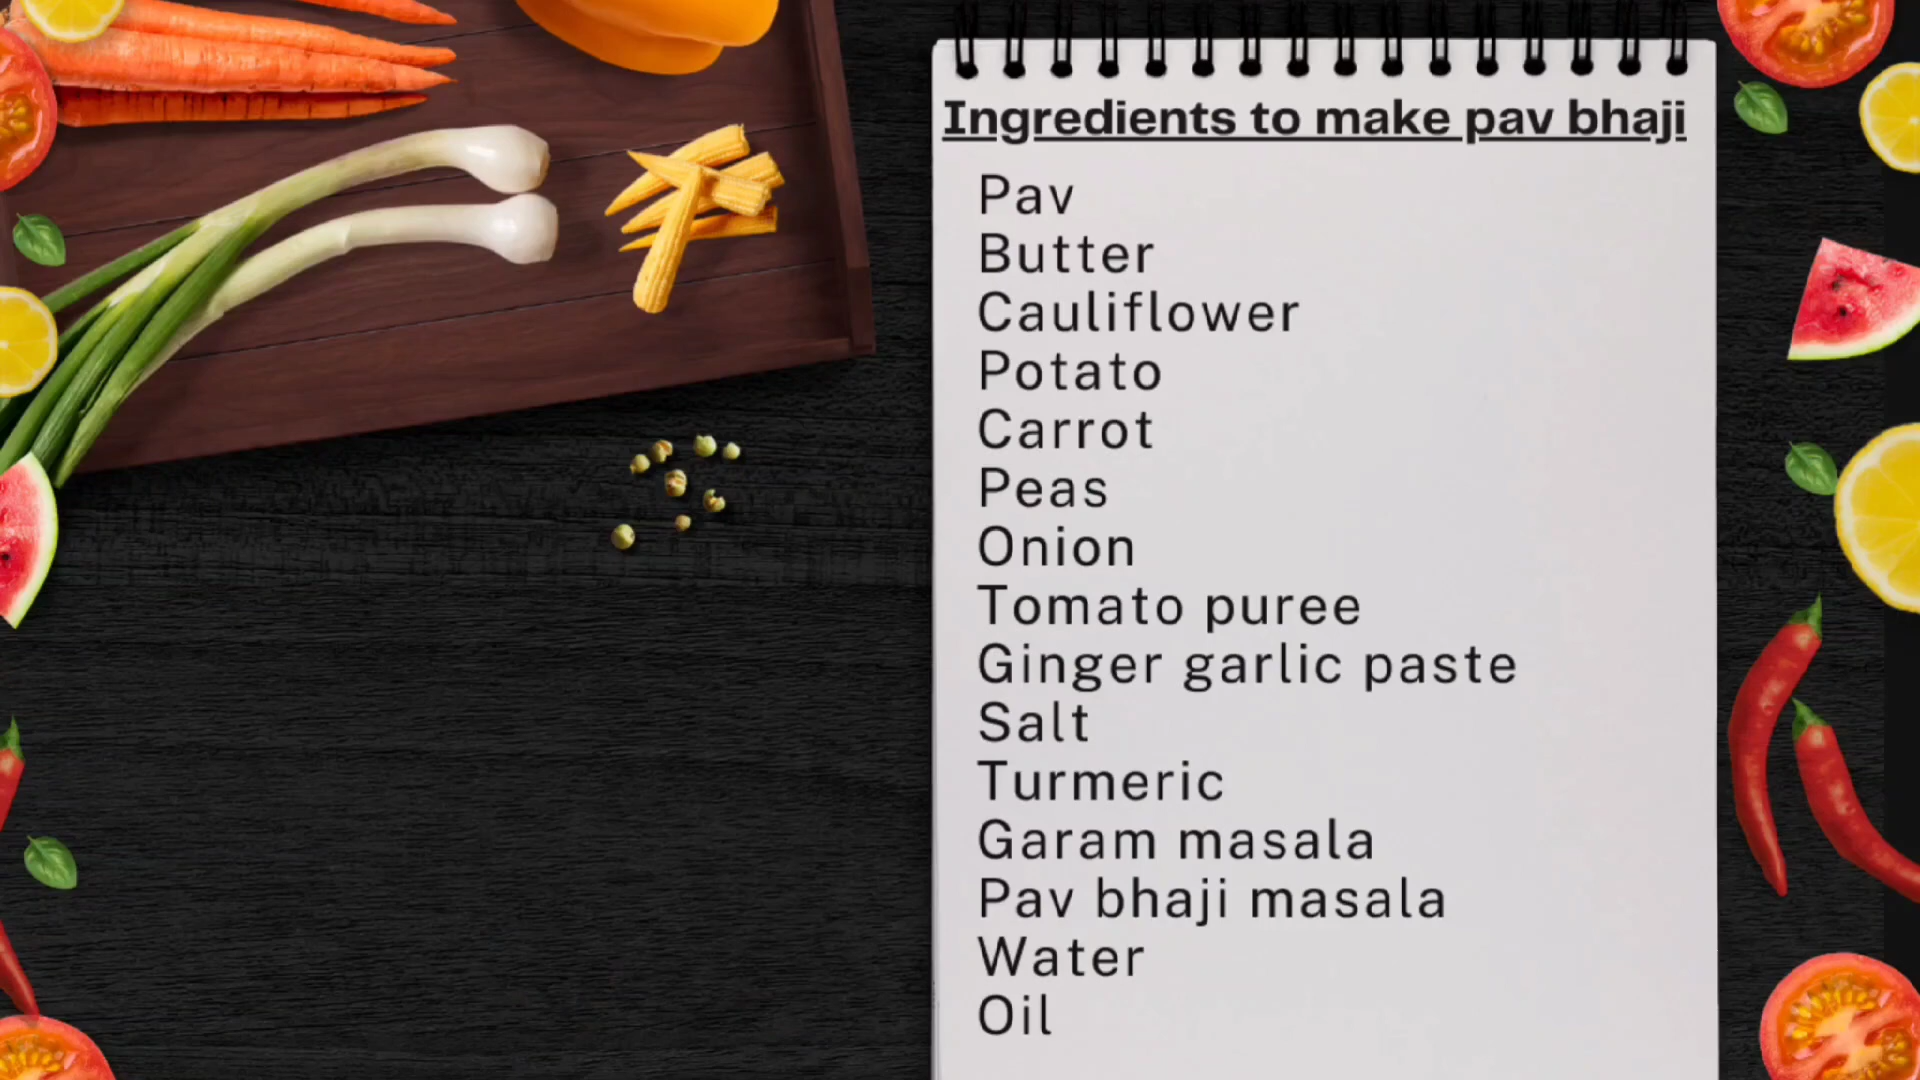 Ingredients to make pav bhaji
Pav
Butter
Cauliflower
Potato
Carrot
Peas
Onion
Tomato puree
Ginger garlic paste
Salt
Turmeric
Garam masala
Pav bhaji masala
Water
Oil